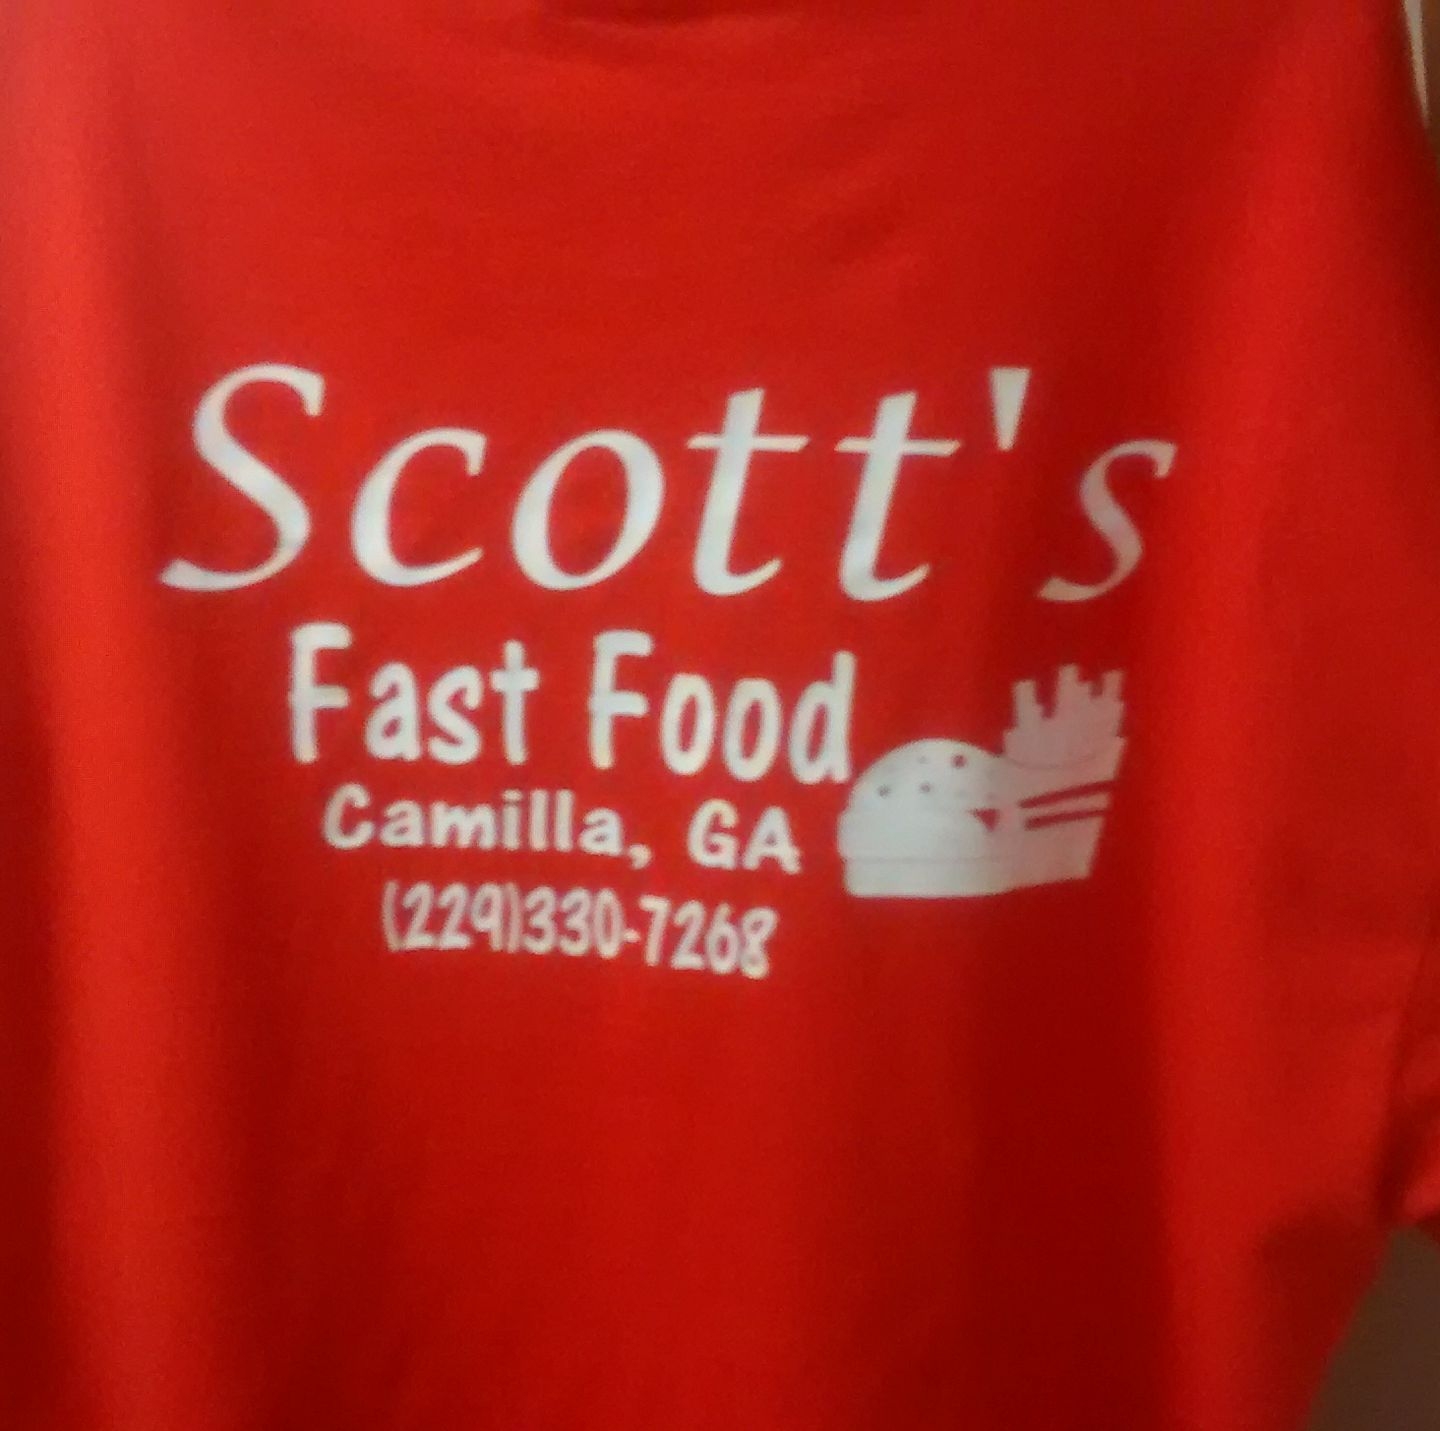 Scott's
Fast Food
Camilla, GA
(229)330-7268